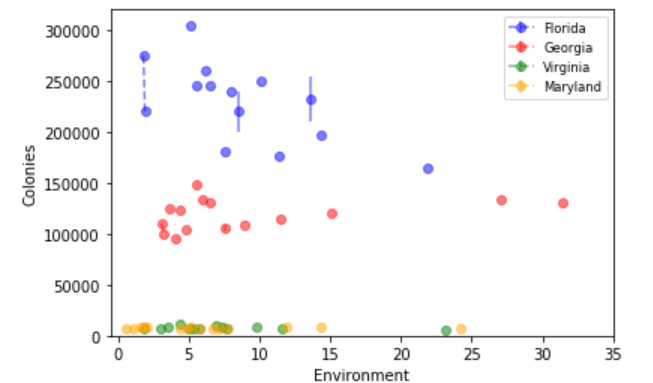 300000
250000
200000
150000
100000
50000
0
Colonies
0 5 10 15 20 25 30 35
Environment
Florida
Georgia
Virginia
Maryland